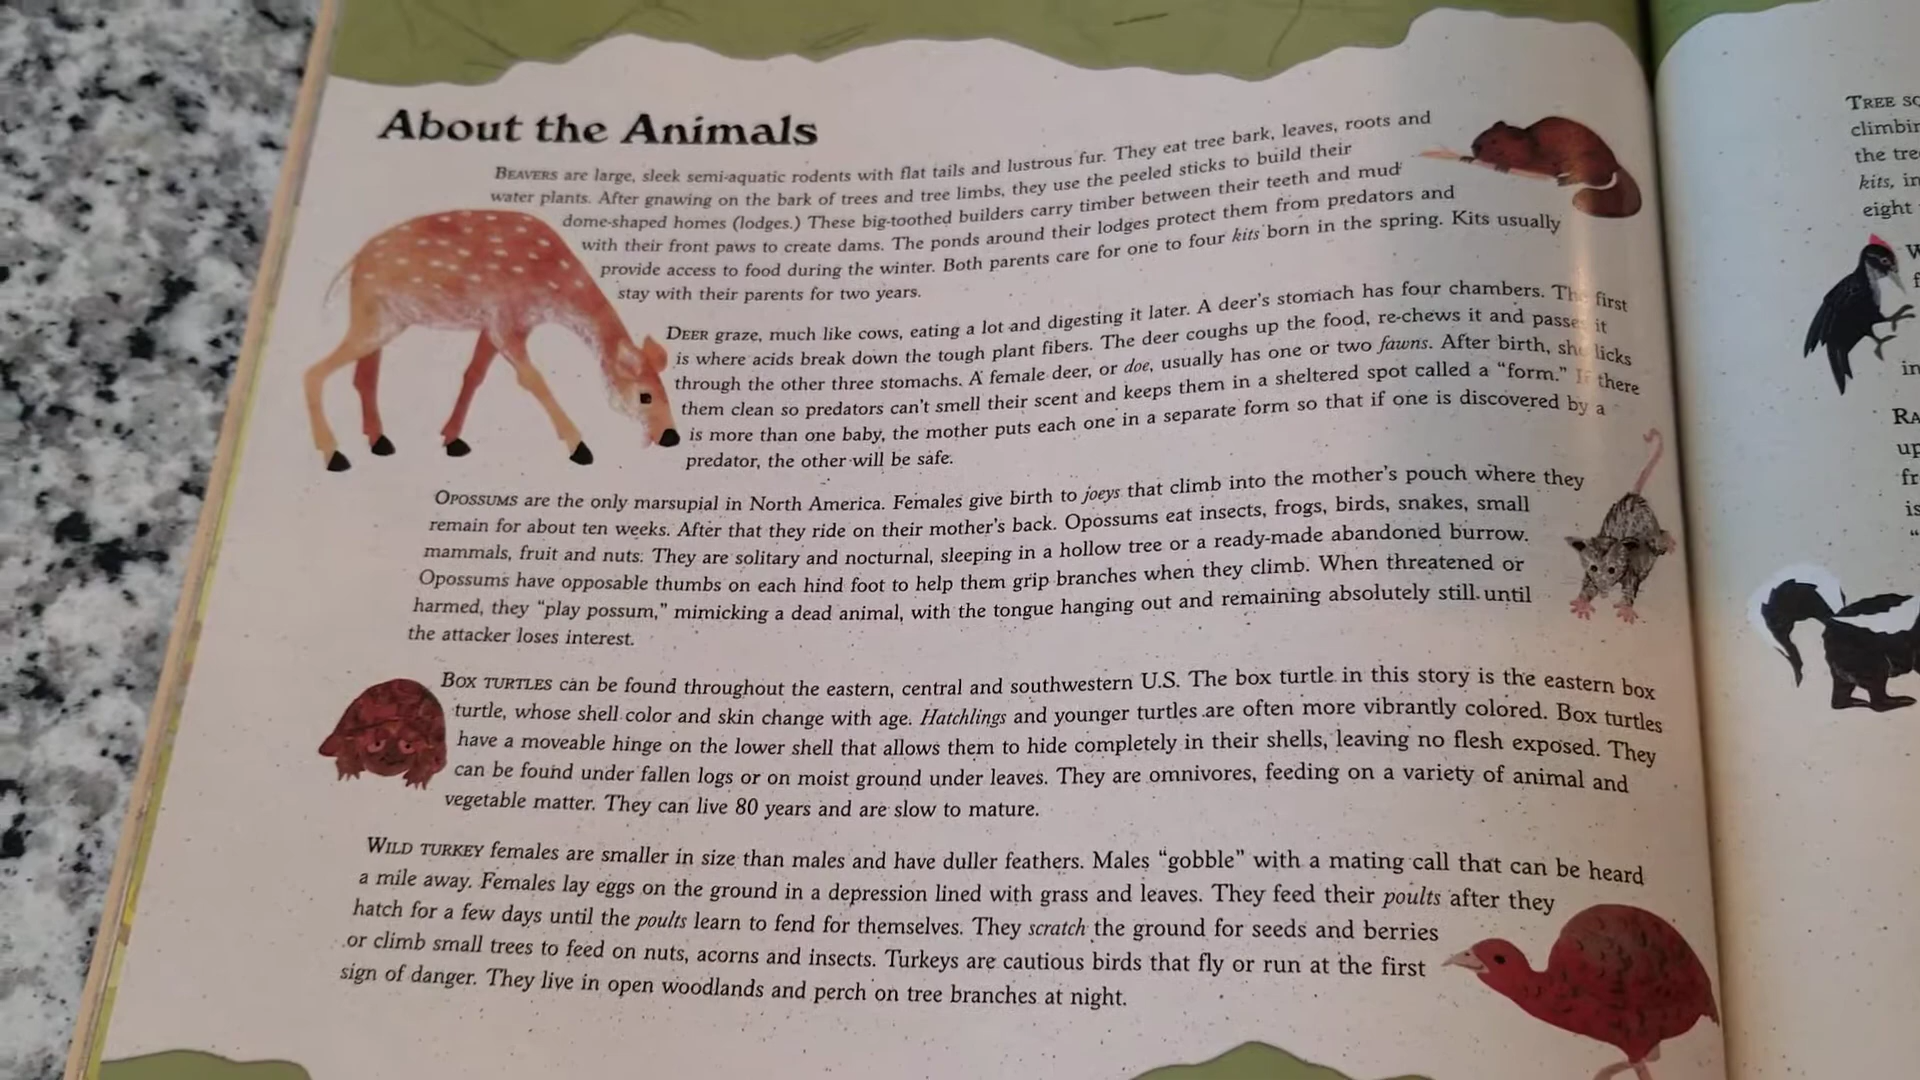 About the Animals
BEAVERS are large, sleek semi-aquatic rodents with flat tails and lustrous fur. They eat tree bark, leaves, roots and
water plants. After gnawing on the bark of trees and tree limbs, they use the peeled sticks to build their
dome-shaped homes (lodges.) These big-toothed builders carry timber between their teeth and mud
with their front paws to create dams. The ponds around their lodges protect them from predators and
provide access to food during the winter. Both parents care for one to four kits born in the spring. Kits usually
stay with their parents for two years.
DEER graze, much like cows, eating a lot and digesting it later. A deer's stomach has four chambers. The first
is where acids break down the tough plant fibers. The deer coughs up the food, re-chews it and passes it
through the other three stomachs. A female deer, or doe, usually has one or two fawns. After birth, she licks
them clean so predators can't smell their scent and keeps them in a sheltered spot called a "form." If there
is more than one baby, the mother puts each one in a separate form so that if one is discovered by a
predator, the other will be safe.
OPOSSUMS are the only marsupial in North America. Females give birth to joeys that climb into the mother's pouch where they
remain for about ten weeks. After that they ride on their mother's back. Opossums eat insects, frogs, birds, snakes, small
mammals, fruit and nuts. They are solitary and nocturnal, sleeping in a hollow tree or a ready-made abandoned burrow.
Opossums have opposable thumbs on each hind foot to help them grip branches when they climb. When threatened or
harmed, they "play possum," mimicking a dead animal, with the tongue hanging out and remaining absolutely still until
the attacker loses interest.
BOX TURTLES can be found throughout the eastern, central and southwestern U.S. The box turtle in this story is the eastern box
turtle, whose shell color and skin change with age. Hatchlings and younger turtles are often more vibrantly colored. Box turtles
have a moveable hinge on the lower shell that allows them to hide completely in their shells, leaving no flesh exposed. They
can be found under fallen logs or on moist ground under leaves. They are omnivores, feeding on a variety of animal and
vegetable matter. They can live 80 years and are slow to mature.
WILD TURKEY females are smaller in size than males and have duller feathers. Males "gobble" with a mating call that can be heard
a mile away. Females lay eggs on the ground in a depression lined with grass and leaves. They feed their poults after they
hatch for a few days until the poults learn to fend for themselves. They scratch the ground for seeds and berries
or climb small trees to feed on nuts, acorns and insects. Turkeys are cautious birds that fly or run at the first
sign of danger. They live in open woodlands and perch on tree branches at night.
TREE
the
kits, in
eight